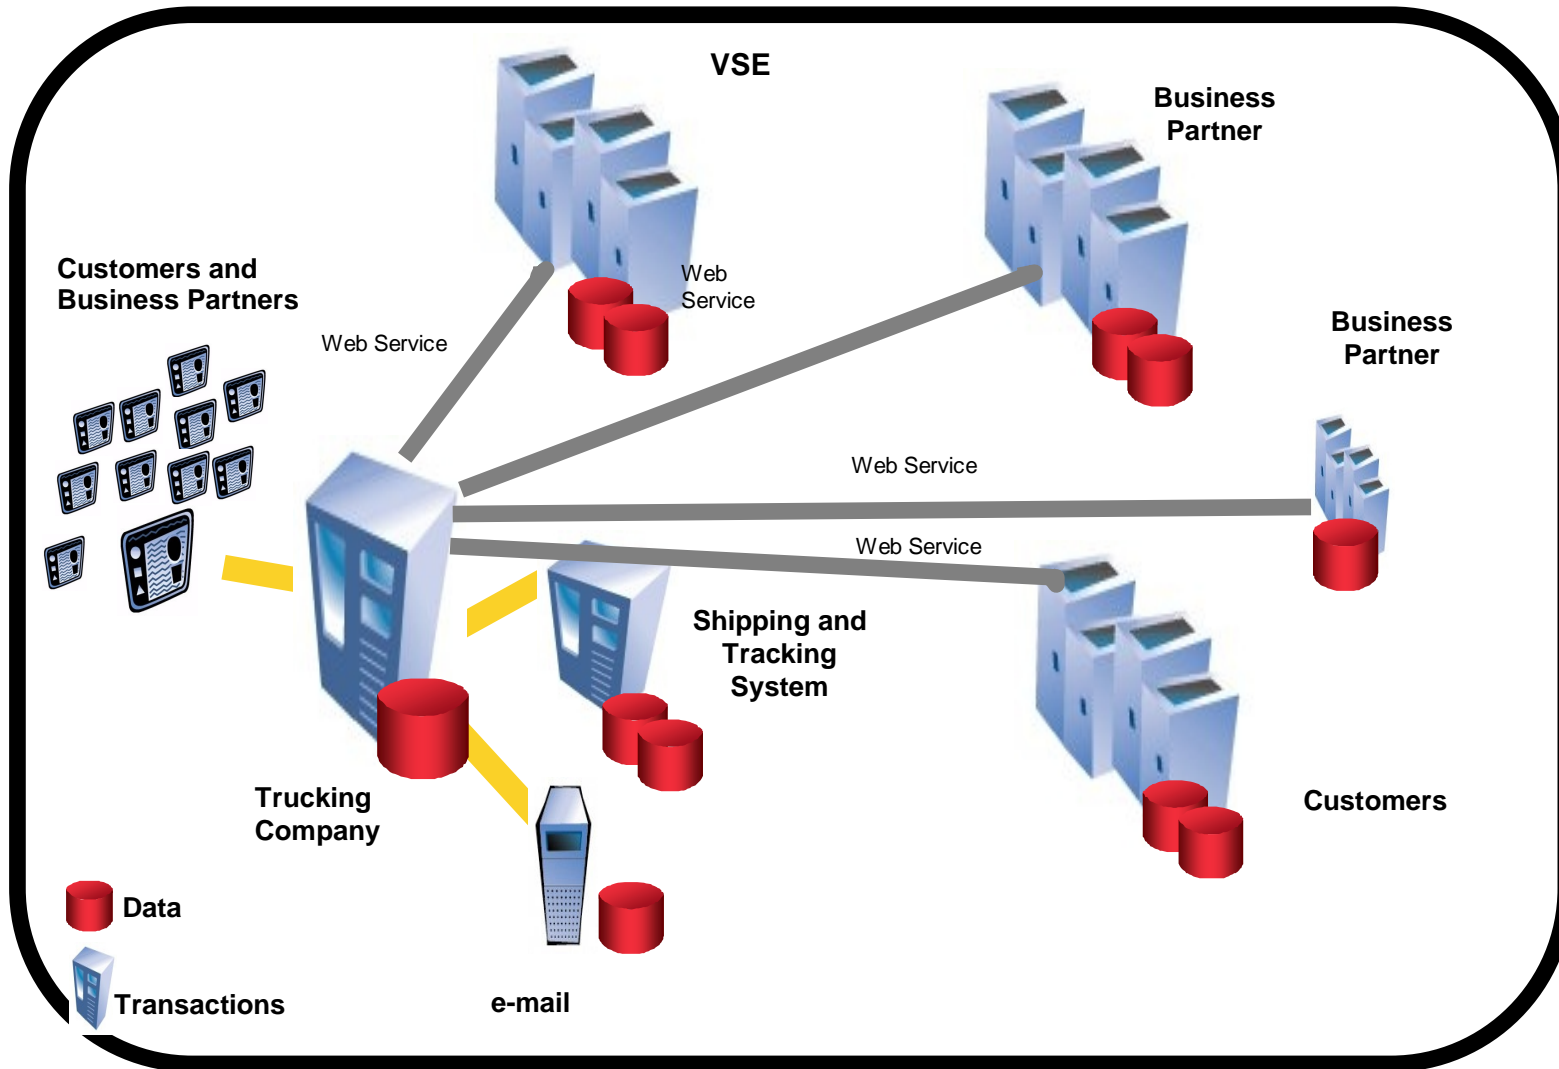 VSE
Business
Partner
Customers and
Business Partners
Web
Service
Web Service
Business
Partner
Web Service
Web Service
Shipping and
Tracking
System
Trucking
Company
Customers
Data
Transactions
e-mail